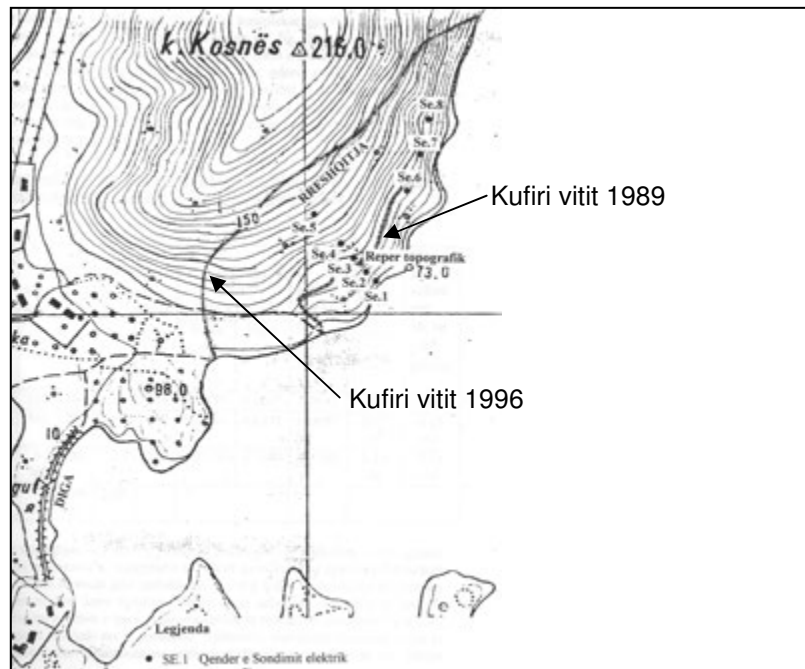 k. Kosnës 216.0
Se.8
Se.7
Se.6
RRESHQITJA
Kufiri vitit 1989
150
Se.5
Se.4
Reper topografik
Se.3
73.0
Se.2
Se.1
ka
98.0
Kufiri vitit 1996
10
DIGA
Legjenda
SE.1 Qender e Sondimit elektrik